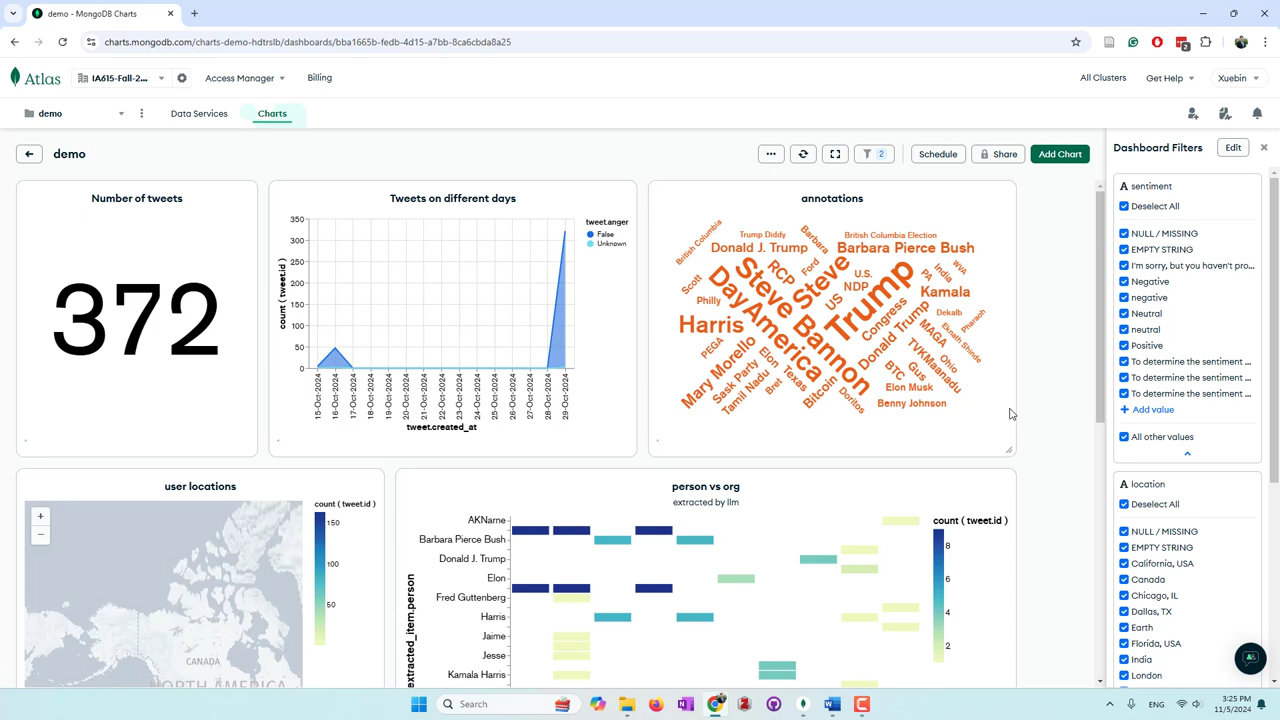 demo - MongoDB Charts
charts.mongodb.com/charts-demo-hdtrslb/dashboards/bba1665b-fedb-4d15-a7bb-8ca6cbda8a25
2
Atlas
IA615-Fall-2...
Access Manager
Billing
All Clusters
Get Help
Xuebin
demo
Data Services
Charts
demo
2
Schedule
Share
Add Chart
Dashboard Filters
Edit
Number of tweets
372
Tweets on different days
count ( tweet.id )
350
300
250
200
150
100
50
0
15-Oct-2024
16-Oct-2024
17-Oct-2024
18-Oct-2024
19-Oct-2024
20-Oct-2024
21-Oct-2024
22-Oct-2024
23-Oct-2024
24-Oct-2024
25-Oct-2024
26-Oct-2024
27-Oct-2024
28-Oct-2024
29-Oct-2024
tweet.created_at
tweet.anger
False
Unknown
annotations
British Columbia
Trump Diddy
Barbara
British Columbia Election
Donald J. Trump
Barbara Pierce Bush
Scott
RCP
Ford
Steve
U.S.
PA
India
WVA
Philly
Day
Steve Bannon
US
NDP
Trump
Kamala
Harris
America
Congress
Dekalb
Pharaoh
PEGA
Mary Morello
Elon
Donald Trump
MAGA
Eknath Shinde
Sask Party
Texas
TVKMaanadu
Ohio
Tamil Nadu
Bret
Bitcoin
BTC
Gus
Doritos
Elon Musk
Benny Johnson
user locations
+
−
CANADA
NORTH AMERICA
count ( tweet.id )
150
100
50
person vs org
extracted by llm
extracted_item.person
AKName
Barbara Pierce Bush
Donald J. Trump
Elon
Fred Guttenberg
Harris
Jaime
Jesse
Kamala Harris
count ( tweet.id )
8
6
4
2
A sentiment
Deselect All
NULL / MISSING
EMPTY STRING
I'm sorry, but you haven't pro...
Negative
negative
Neutral
neutral
Positive
To determine the sentiment ...
To determine the sentiment ...
To determine the sentiment ...
+ Add value
All other values
A location
Deselect All
NULL / MISSING
EMPTY STRING
California, USA
Canada
Chicago, IL
Dallas, TX
Earth
Florida, USA
India
London
Search
3:25 PM
11/5/2024